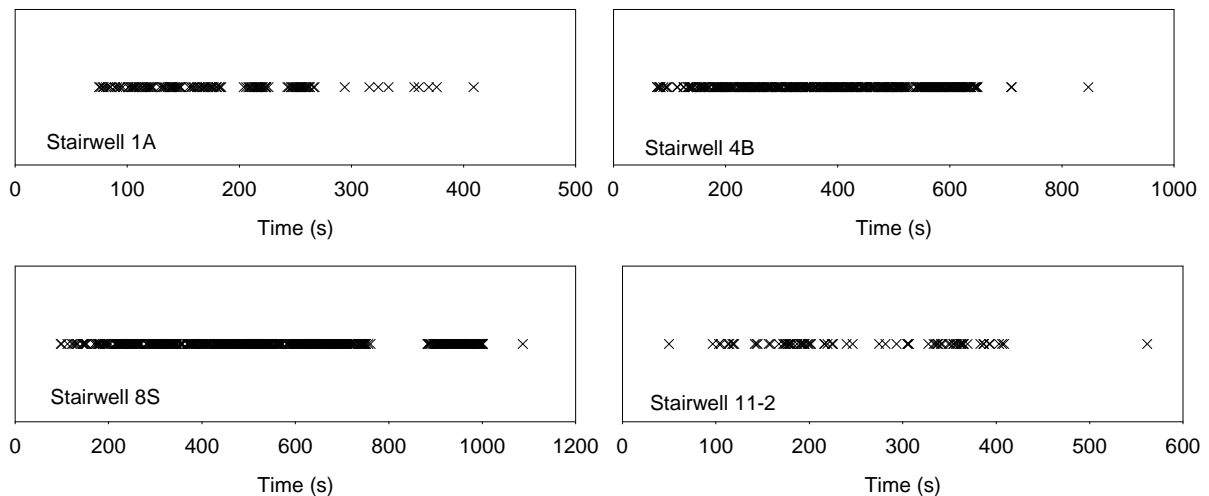 Stairwell 1A
0 100 200 300 400 500
Time (s)
Stairwell 4B
0 200 400 600 800 1000
Time (s)
Stairwell 8S
0 200 400 600 800 1000 1200
Time (s)
Stairwell 11-2
0 100 200 300 400 500 600
Time (s)